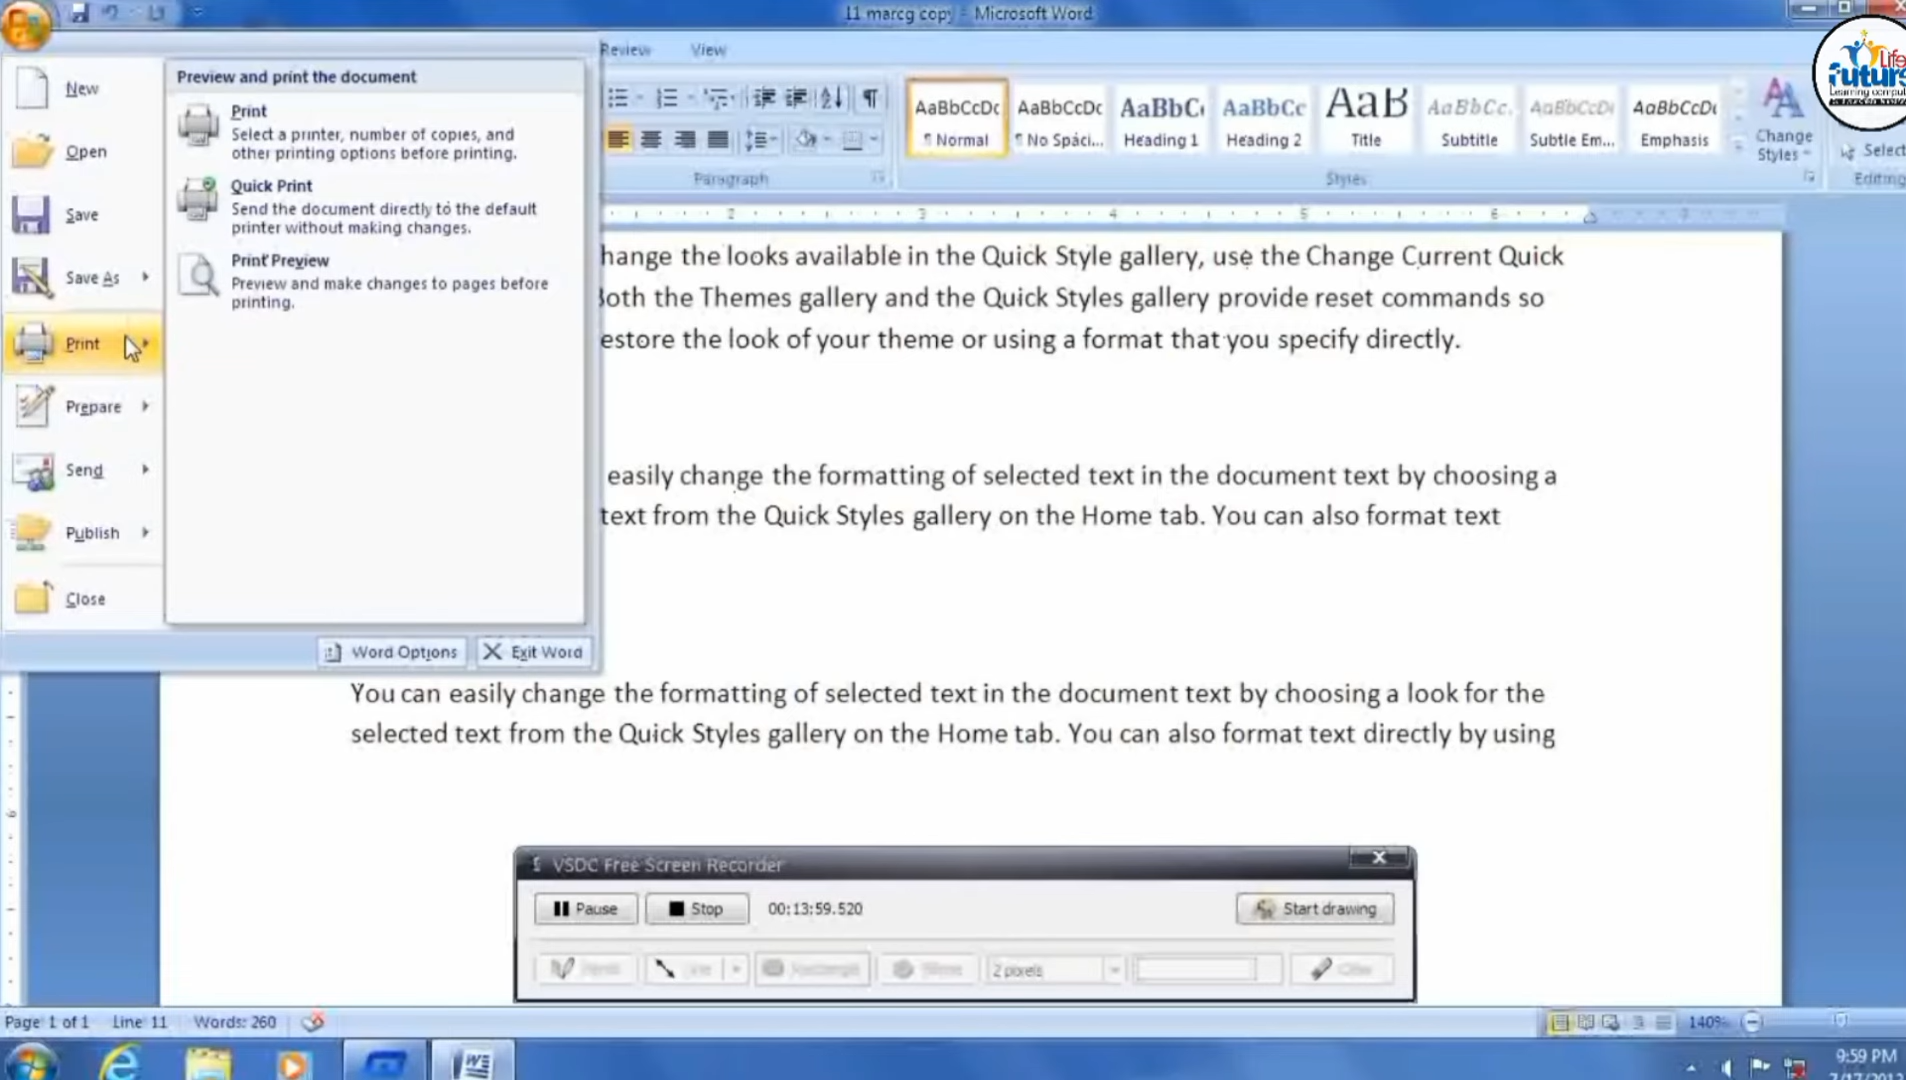 11 marcg copy - Microsoft Word
Review View
Life
Future
New
Open
Save
Save As
Print
Prepare
Send
Publish
Close
Preview and print the document
Print
Select a printer, number of copies, and
other printing options before printing.
Quick Print
Send the document directly to the default
printer without making changes.
Print Preview
Preview and make changes to pages before
printing.
Word Options
Exit Word
AaBbCcDc AaBbCcDc AaBbC AaBbCc AaB AaBbCc. AaBbCcDi AaBbCcDi
¶ Normal ¶ No Spaci... Heading 1 Heading 2 Title Subtitle Subtle Em... Emphasis
Change
Styles
Select
Paragraph Styles Editing
2 3 4 5 6 7
hange the looks available in the Quick Style gallery, use the Change Current Quick
oth the Themes gallery and the Quick Styles gallery provide reset commands so
estore the look of your theme or using a format that you specify directly.
easily change the formatting of selected text in the document text by choosing a
text from the Quick Styles gallery on the Home tab. You can also format text
You can easily change the formatting of selected text in the document text by choosing a look for the
selected text from the Quick Styles gallery on the Home tab. You can also format text directly by using
VSDC Free Screen Recorder
Pause Stop 00:13:59.520 Start drawing
Line Rectangle 2 pixels
Page: 1 of 1 Line: 11 Words: 260 140%
9:59 PM